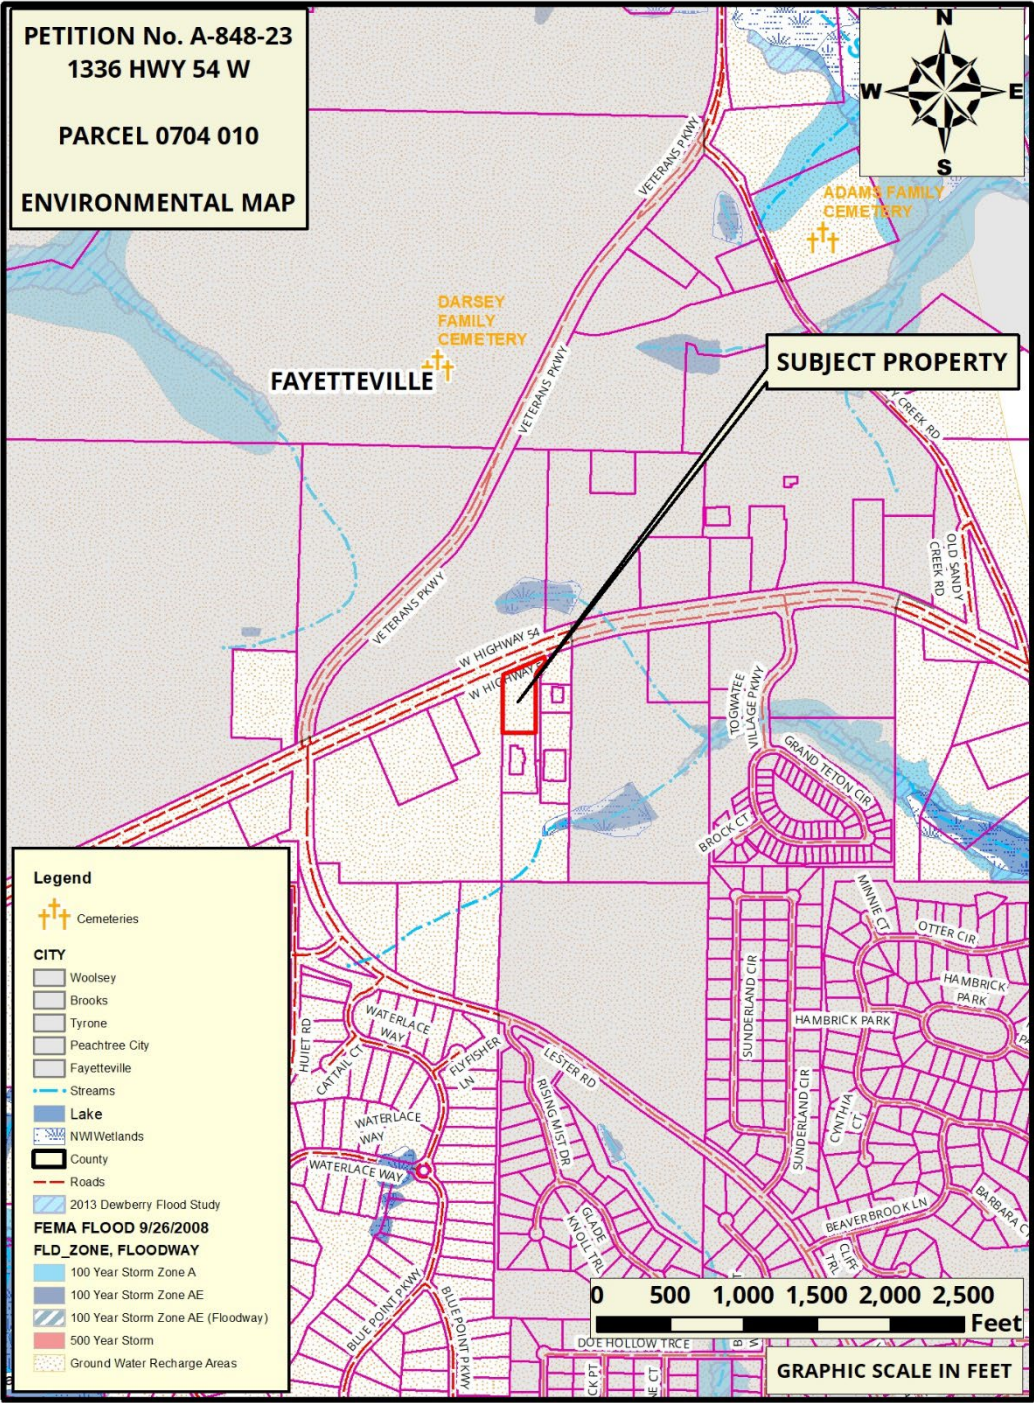 PETITION No. A-848-23
1336 HWY 54 W
PARCEL 0704 010
ENVIRONMENTAL MAP
N
W
E
S
VETERANS PKWY
ADAMS FAMILY
CEMETERY
DARSEY
FAMILY
CEMETERY
FAYETTEVILLE
SUBJECT PROPERTY
VETERANS PKWY
CREEK RD
OLD SANDY
CREEK RD
VETERANS PKWY
W HIGHWAY 54
W HIGHWAY
TOGWATEE
VILLAGE PKWY
GRAND TETON CIR
BROCK CT
MINNIE CT
OTTER CIR
HAMBRICK
PARK
HAMBRICK PARK
SUNDERLAND CIR
SUNDERLAND CIR
CYNTHIA
CT
HUIET RD
WATERLACE
WAY
CATTAIL CT
FLYFISHER
LN
LESTER RD
RISING MIST DR
WATERLACE
WAY
WATERLACE WAY
GLADE
KNOLL TRL
BEAVERBROOK LN
BARBARA
CLIFF
TRL
BLUE POINT PKWY
BLUEPOINT PKWY
DOE HOLLOW TRCE
Legend
Cemeteries
CITY
Woolsey
Brooks
Tyrone
Peachtree City
Fayetteville
Streams
Lake
NWIWetlands
County
Roads
2013 Dewberry Flood Study
FEMA FLOOD 9/26/2008
FLD_ZONE, FLOODWAY
100 Year Storm Zone A
100 Year Storm Zone AE
100 Year Storm Zone AE (Floodway)
500 Year Storm
Ground Water Recharge Areas
0 500 1,000 1,500 2,000 2,500
Feet
GRAPHIC SCALE IN FEET